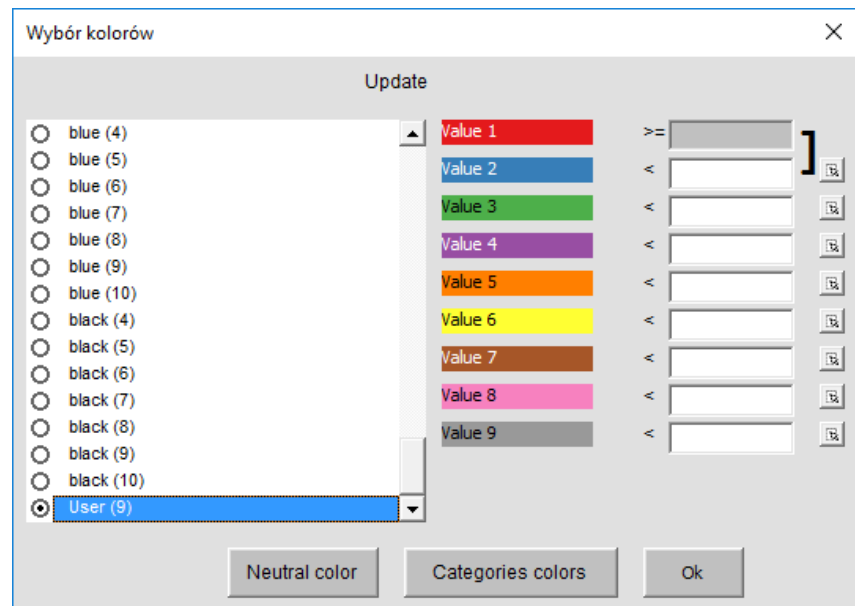 Wybór kolorów
Update
blue (4)
blue (5)
blue (6)
blue (7)
blue (8)
blue (9)
blue (10)
black (4)
black (5)
black (6)
black (7)
black (8)
black (9)
black (10)
User (9)
Value 1 >= ]
Value 2 <
Value 3 <
Value 4 <
Value 5 <
Value 6 <
Value 7 <
Value 8 <
Value 9 <
Neutral color
Categories colors
Ok